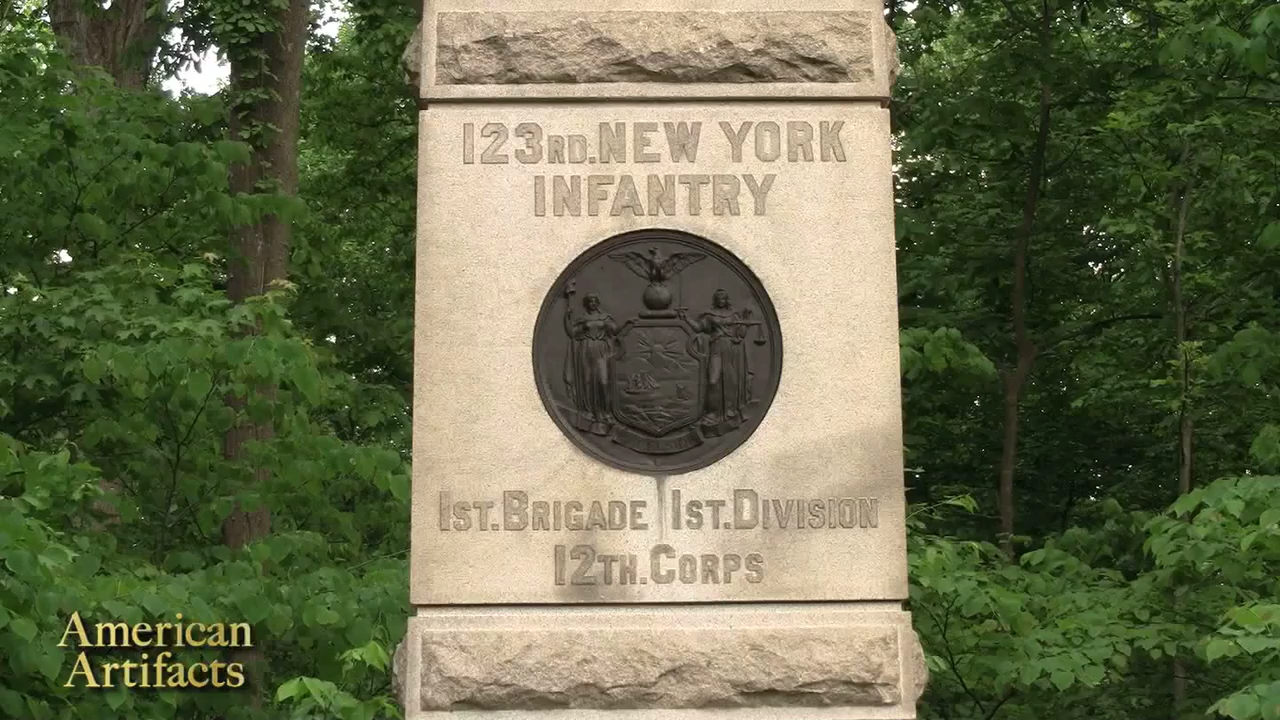 123RD. NEW YORK
INFANTRY
1ST. BRIGADE 1ST. DIVISION
12TH. CORPS
American
Artifacts